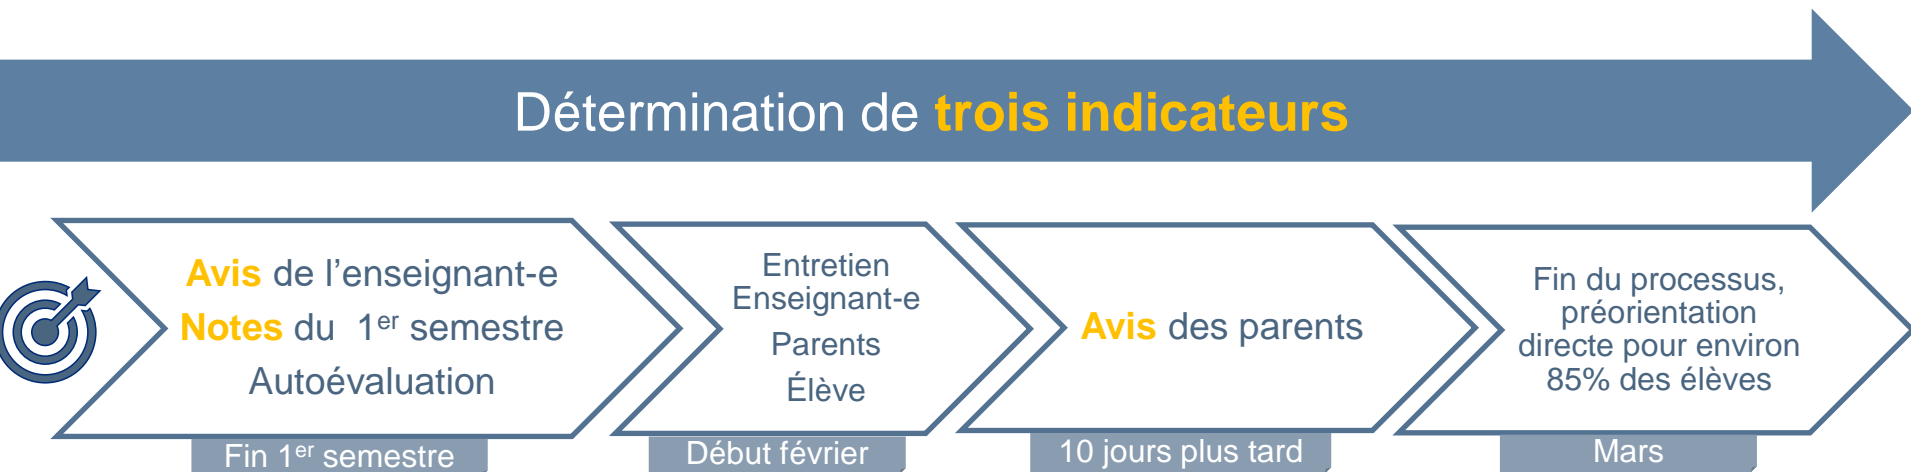 Détermination de trois indicateurs
Avis de l’enseignant-e
Notes du 1er semestre
Autoévaluation
Fin 1er semestre
Entretien
Enseignant-e
Parents
Élève
Début février
Avis des parents
10 jours plus tard
Fin du processus,
préorientation
directe pour environ
85% des élèves
Mars